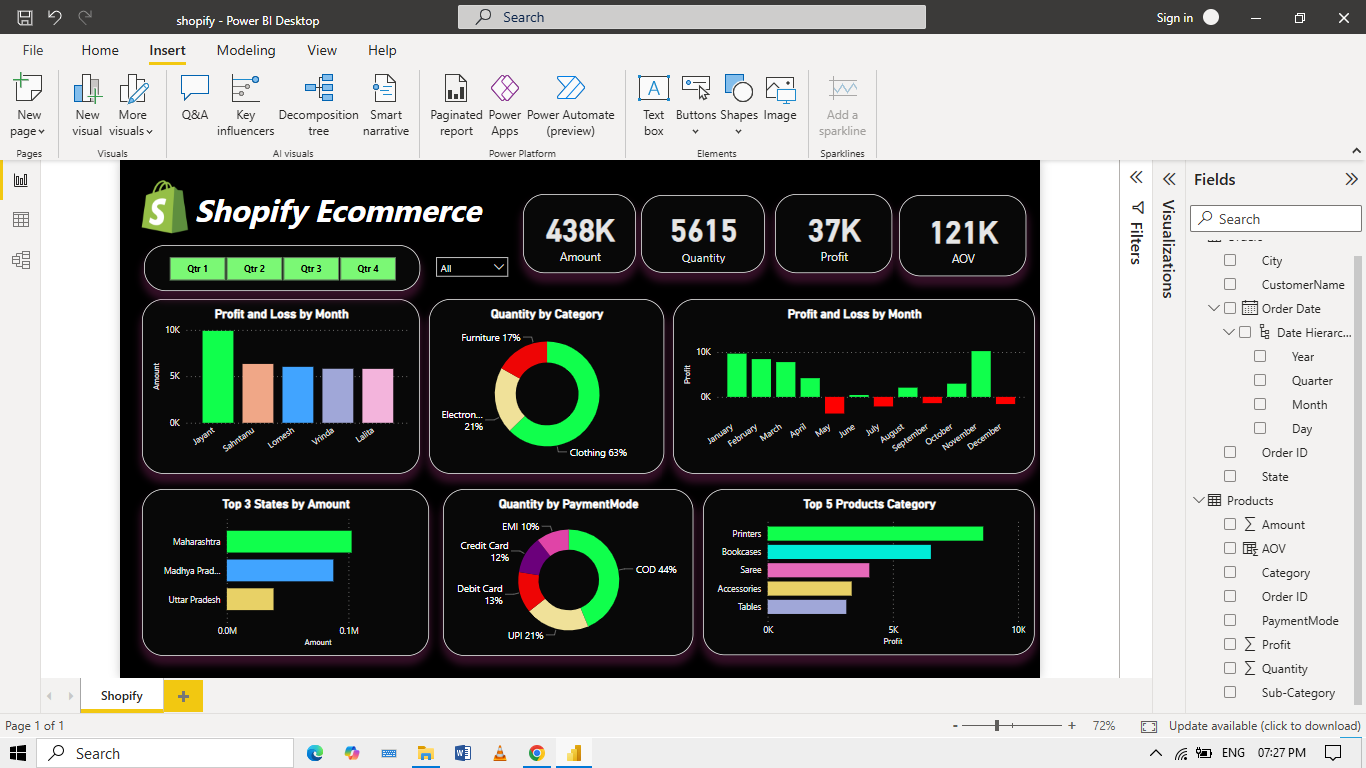 shopify - Power BI Desktop
Search
Sign in
File
Home
Insert
Modeling
View
Help
New page
New visual
More visuals
Q&A
Key influencers
Decomposition tree
Smart narrative
Paginated report
Power Apps
Power Automate (preview)
Text box
Buttons
Shapes
Image
Add a sparkline
Pages
Visuals
AI visuals
Power Platform
Elements
Sparklines
S
Shopify Ecommerce
438K
Amount
5615
Quantity
37K
Profit
121K
AOV
Qtr 1
Qtr 2
Qtr 3
Qtr 4
All
Profit and Loss by Month
Amount
10K
5K
0K
Jayant
Sahritanu
Lomesh
Vrinda
Lalita
Quantity by Category
Furniture 17%
Electron... 21%
Clothing 63%
Profit and Loss by Month
Profit
10K
0K
January
February
March
April
May
June
July
August
September
October
November
December
Top 3 States by Amount
Maharashtra
Madhya Prad...
Uttar Pradesh
0.0M
0.1M
Amount
Quantity by PaymentMode
EMI 10%
Credit Card 12%
Debit Card 13%
UPI 21%
COD 44%
Top 5 Products Category
Printers
Bookcases
Saree
Accessories
Tables
0K
5K
10K
Profit
Filters
Visualizations
Fields
Search
City
CustomerName
Order Date
Date Hierarc...
Year
Quarter
Month
Day
Order ID
State
Products
Amount
AOV
Category
Order ID
PaymentMode
Profit
Quantity
Sub-Category
Shopify
Page 1 of 1
-
+
72%
Update available (click to download)
Search
ENG
07:27 PM